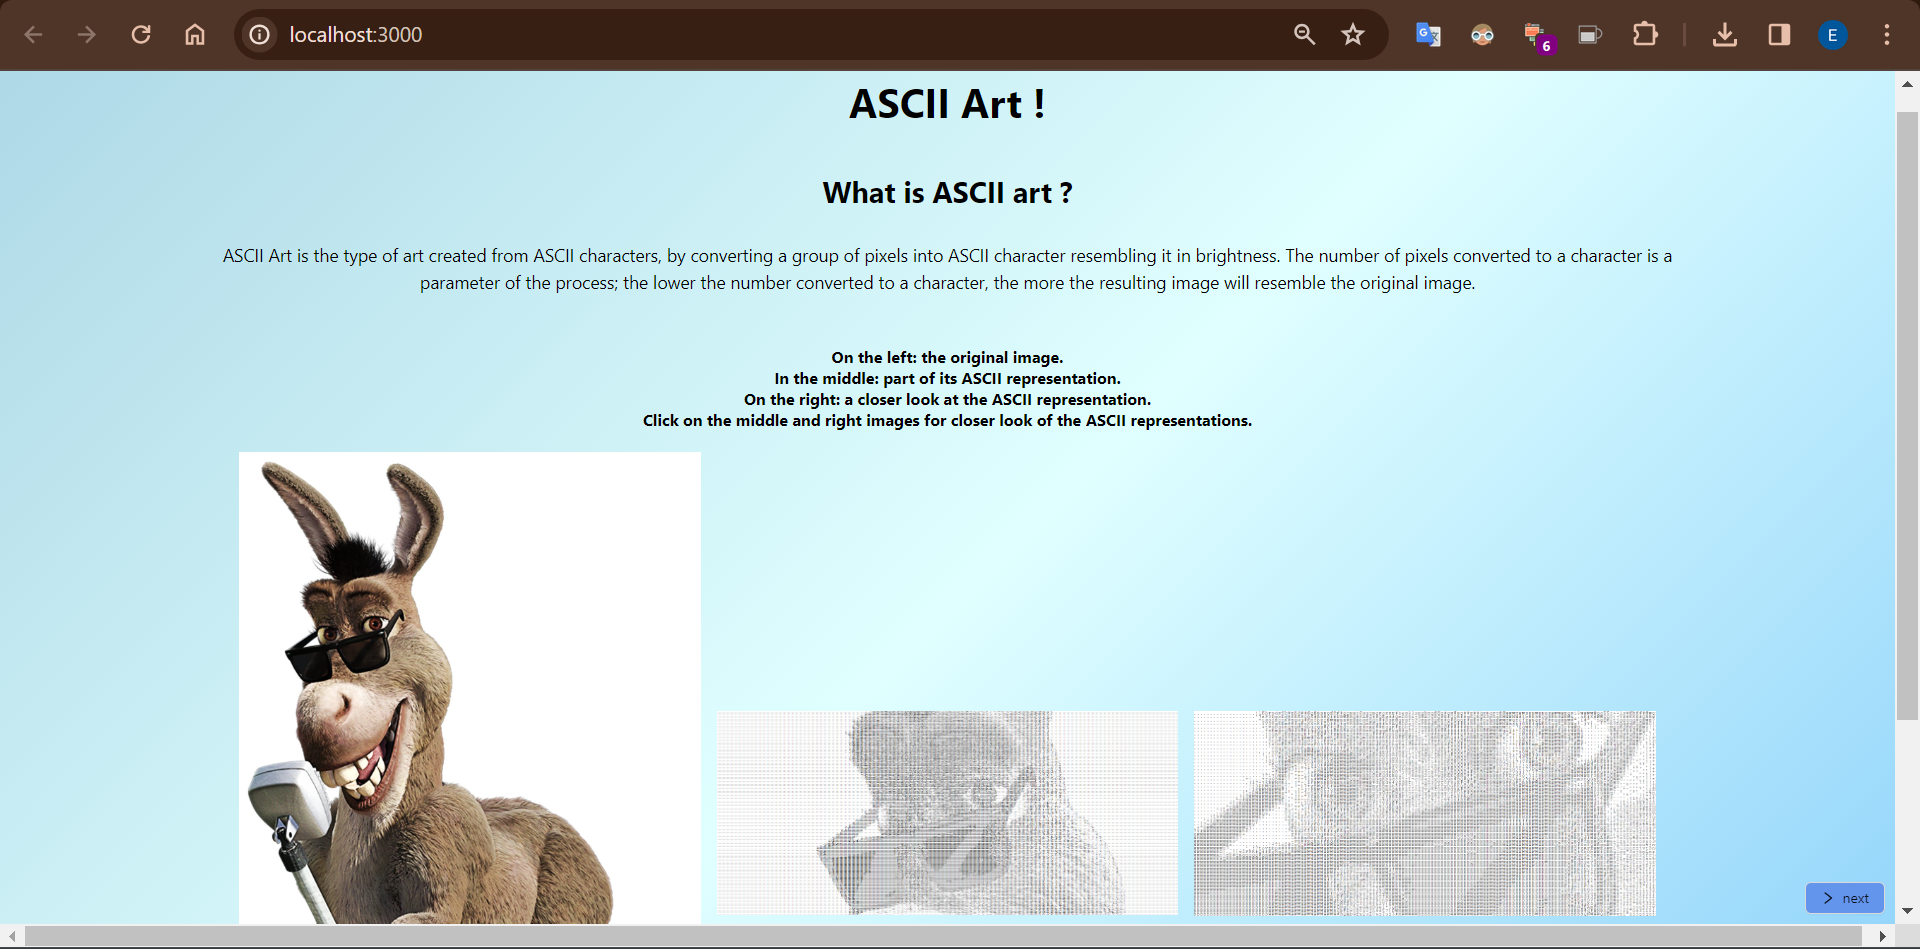 localhost:3000
6
E
ASCII Art !
What is ASCII art ?
ASCII Art is the type of art created from ASCII characters, by converting a group of pixels into ASCII character resembling it in brightness. The number of pixels converted to a character is a
parameter of the process; the lower the number converted to a character, the more the resulting image will resemble the original image.
On the left: the original image.
In the middle: part of its ASCII representation.
On the right: a closer look at the ASCII representation.
Click on the middle and right images for closer look of the ASCII representations.
next